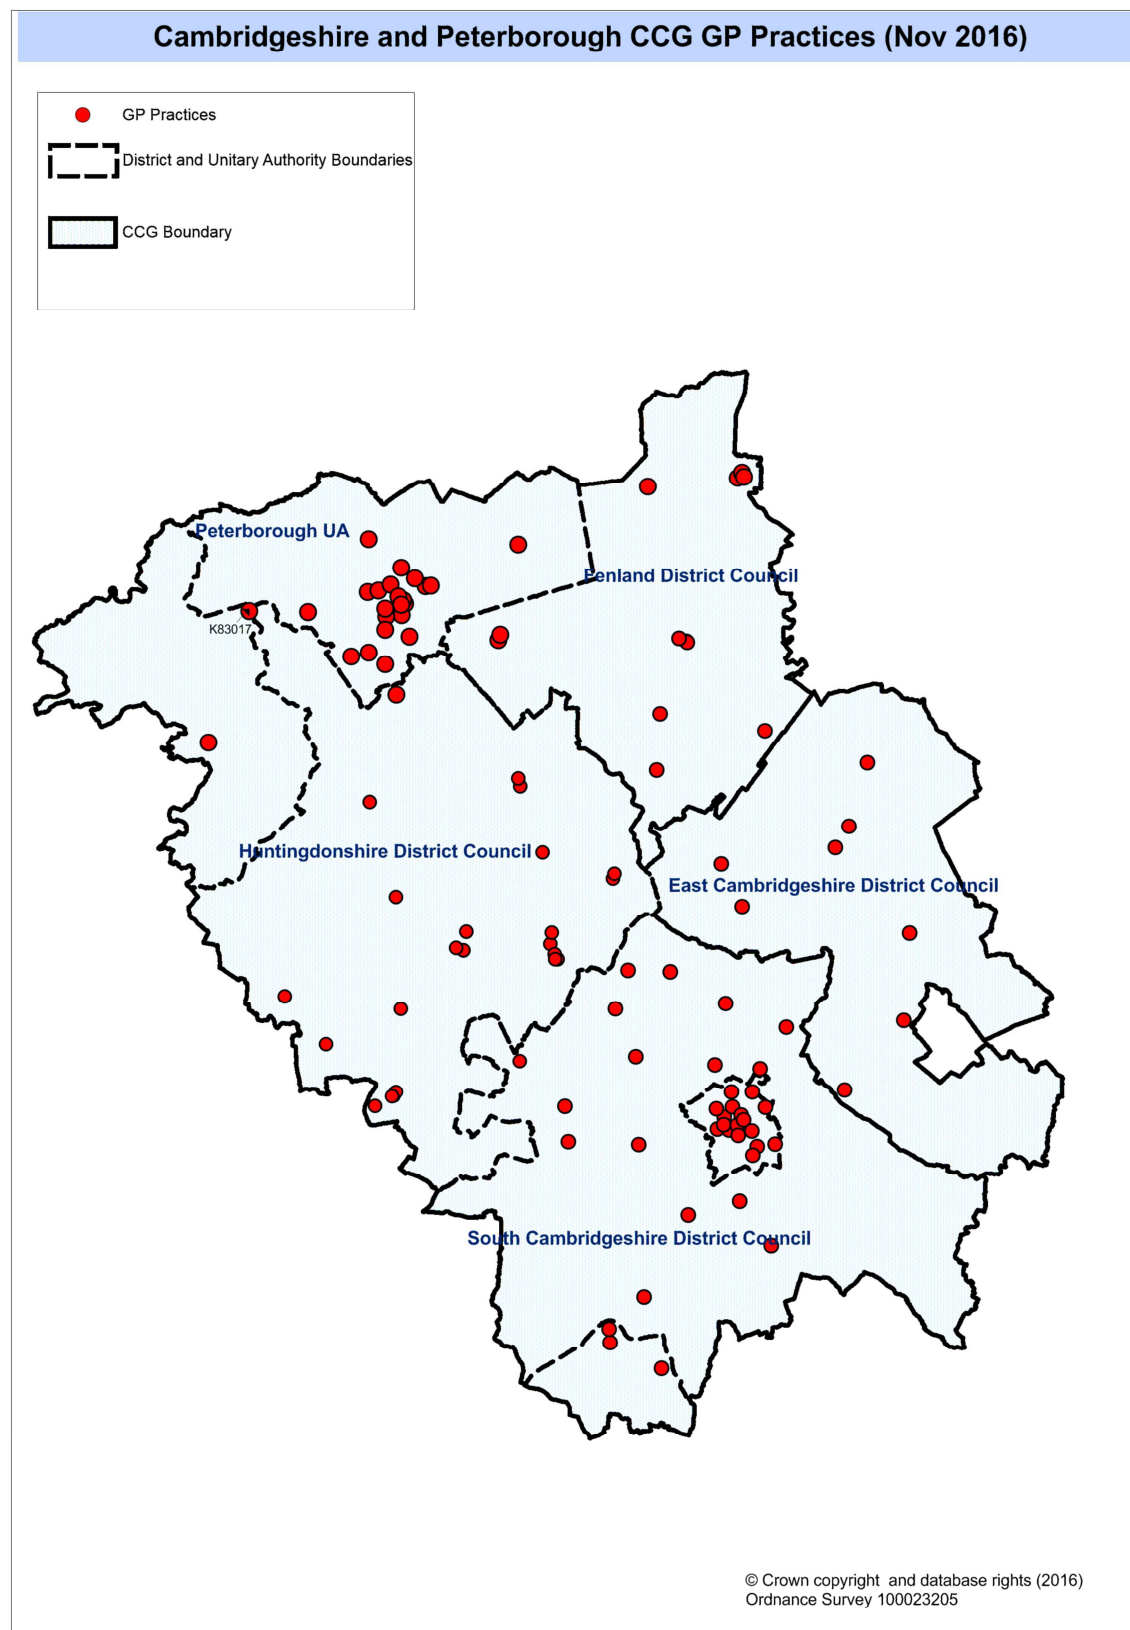 Cambridgeshire and Peterborough CCG GP Practices (Nov 2016)
GP Practices
District and Unitary Authority Boundaries
CCG Boundary
Peterborough UA
Fenland District Council
K83017
Huntingdonshire District Council
East Cambridgeshire District Council
South Cambridgeshire District Council
© Crown copyright and database rights (2016)
Ordnance Survey 100023205